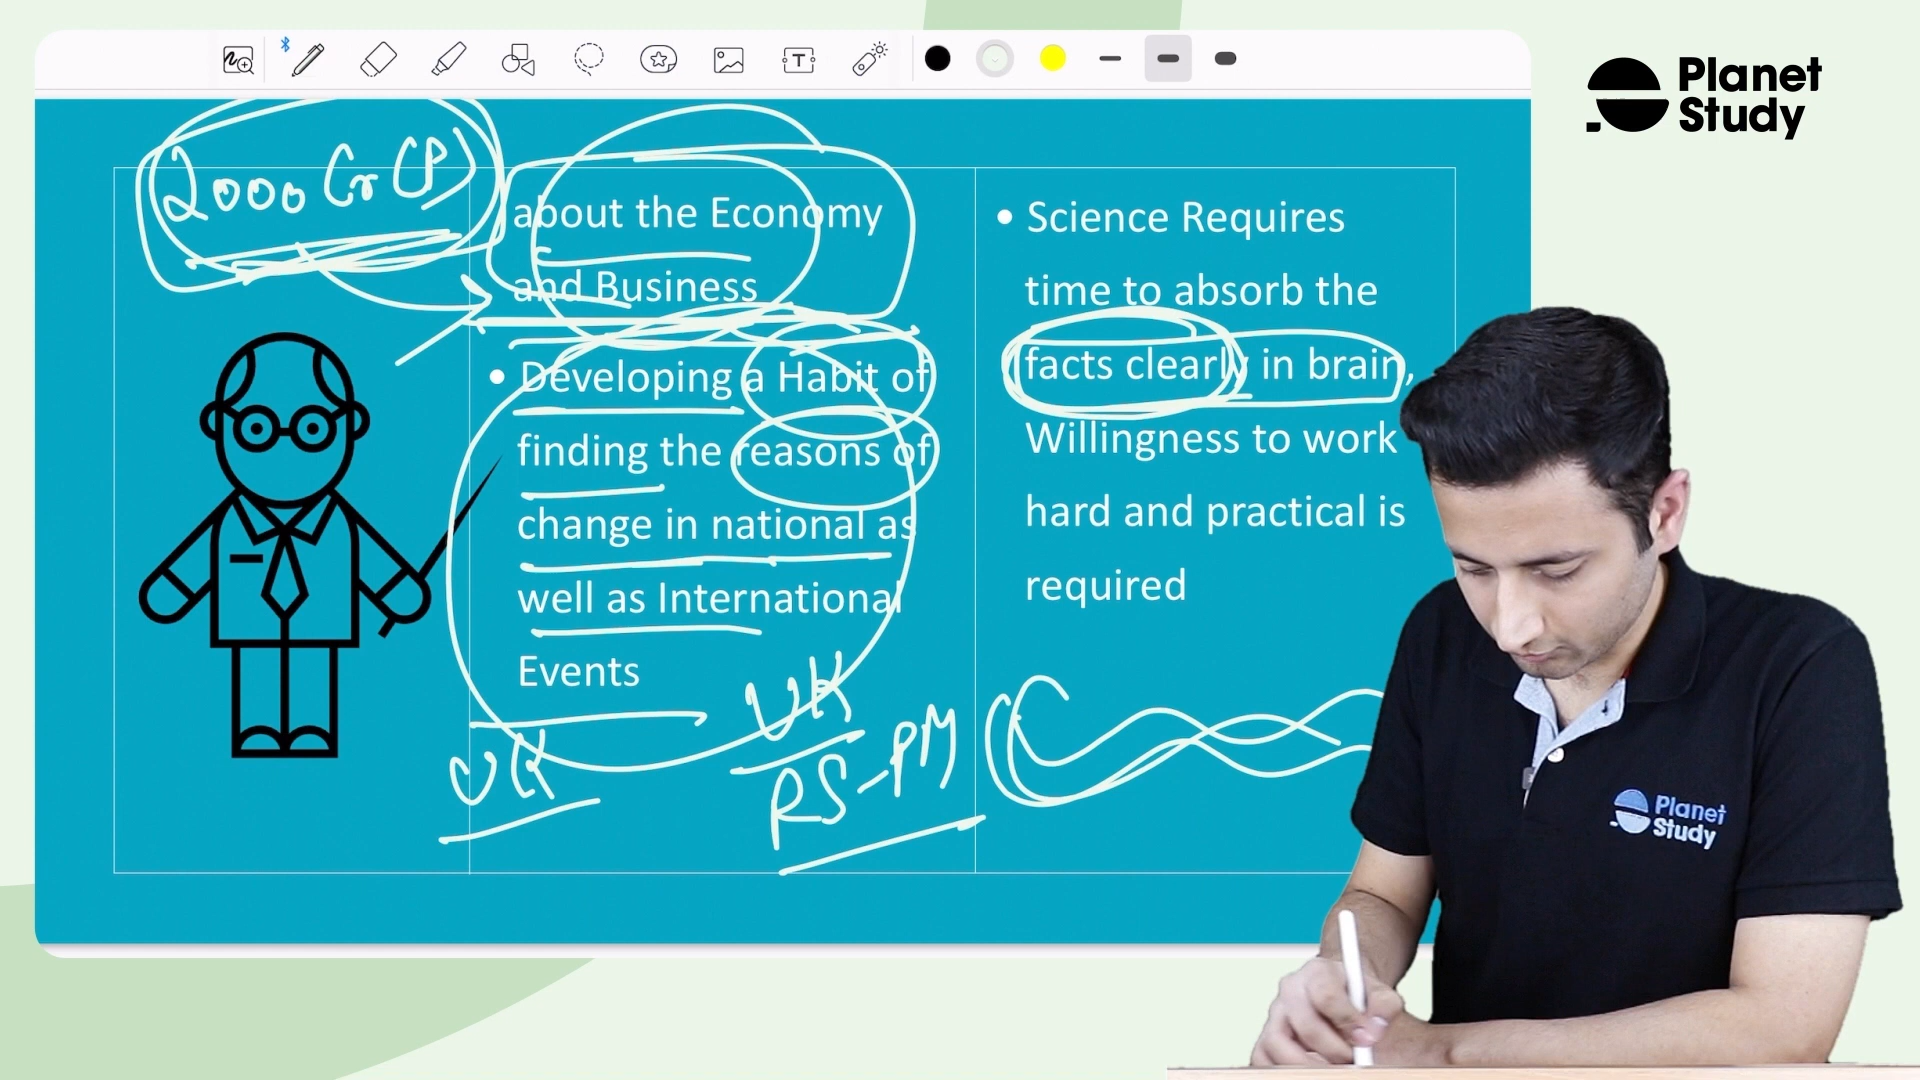 Planet
Study
2000 Cr (P)
about the Economy
and Business
• Developing a Habit of
finding the reasons of
change in national as
well as International
Events
UK
UK
RS-PM
• Science Requires
time to absorb the
facts clearly in brain,
Willingness to work
hard and practical is
required
Planet
Study